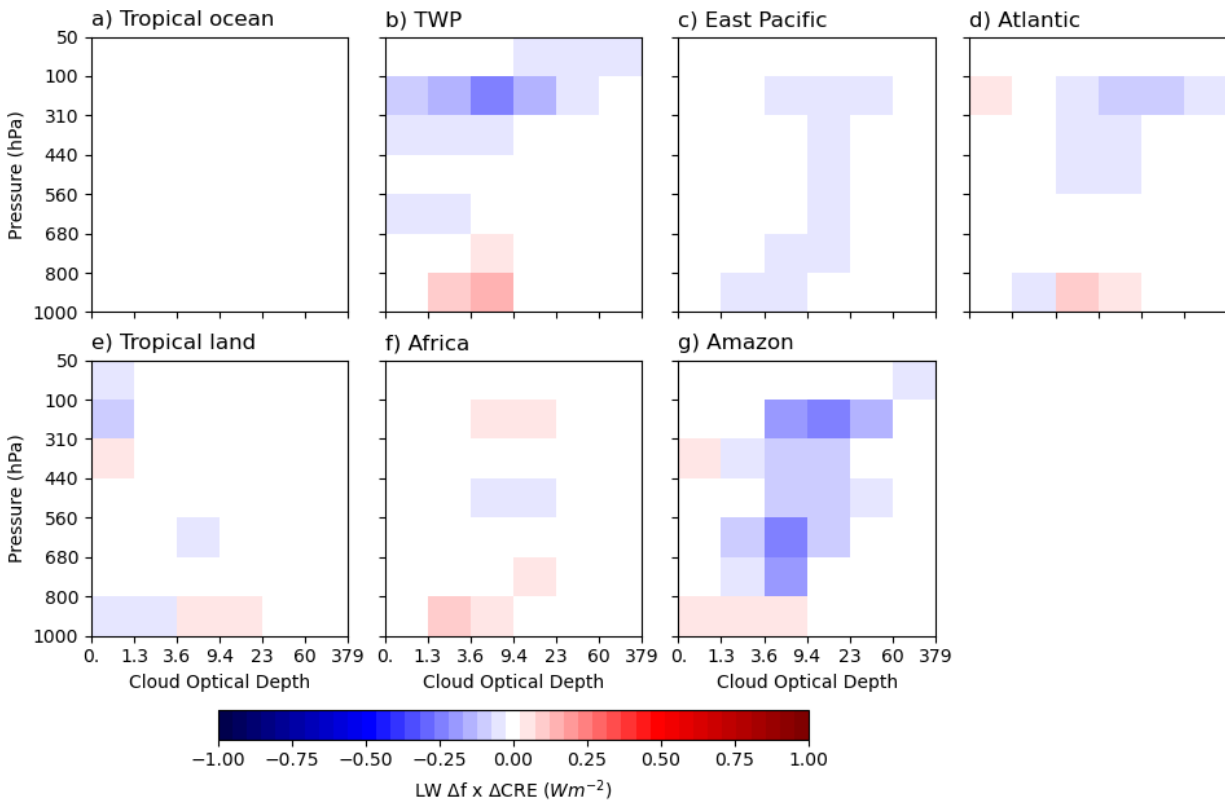 a) Tropical ocean
b) TWP
c) East Pacific
d) Atlantic
50
100
310
440
560
680
800
1000
Pressure (hPa)
e) Tropical land
f) Africa
g) Amazon
50
100
310
440
560
680
800
1000
Pressure (hPa)
0. 1.3 3.6 9.4 23 60 379
0. 1.3 3.6 9.4 23 60 379
0. 1.3 3.6 9.4 23 60 379
Cloud Optical Depth
Cloud Optical Depth
Cloud Optical Depth
−1.00 −0.75 −0.50 −0.25 0.00 0.25 0.50 0.75 1.00
LW Δf x ΔCRE (Wm⁻²)